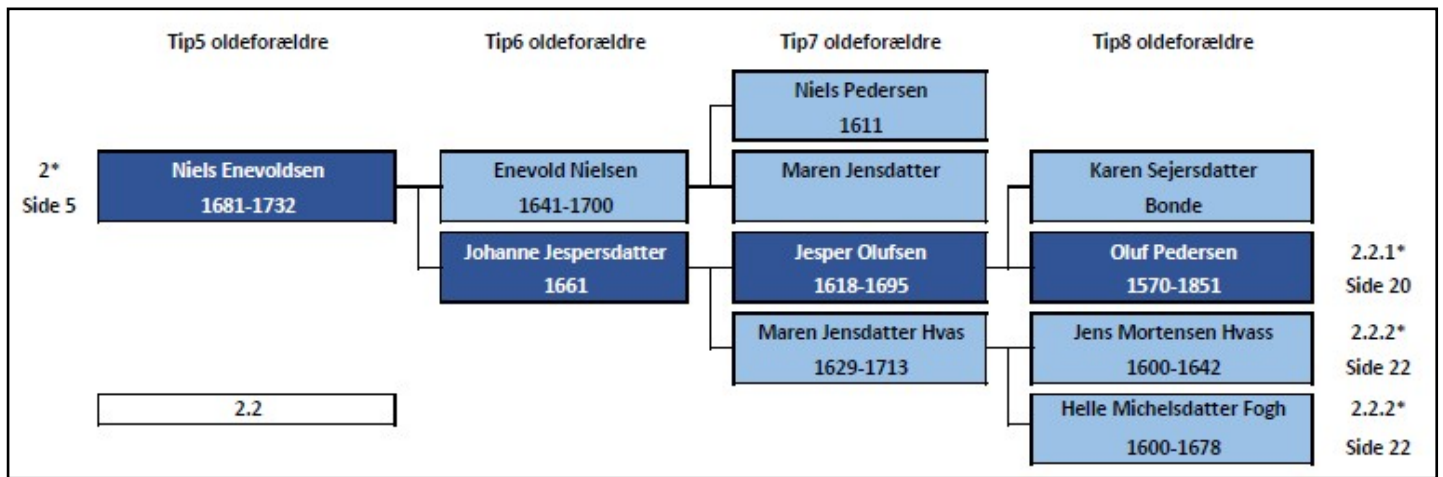 Tip5 oldeforældre Tip6 oldeforældre Tip7 oldeforældre Tip8 oldeforældre
Niels Pedersen
1611
2* Niels Enevoldsen Enevold Nielsen Maren Jensdatter Karen Sejersdatter
Side 5 1681-1732 1641-1700 Bonde
Johanne Jespersdatter Jesper Olufsen Oluf Pedersen 2.2.1*
1661 1618-1695 1570-1851 Side 20
Maren Jensdatter Hvas Jens Mortensen Hvass 2.2.2*
1629-1713 1600-1642 Side 22
2.2 Helle Michelsdatter Fogh 2.2.2*
1600-1678 Side 22